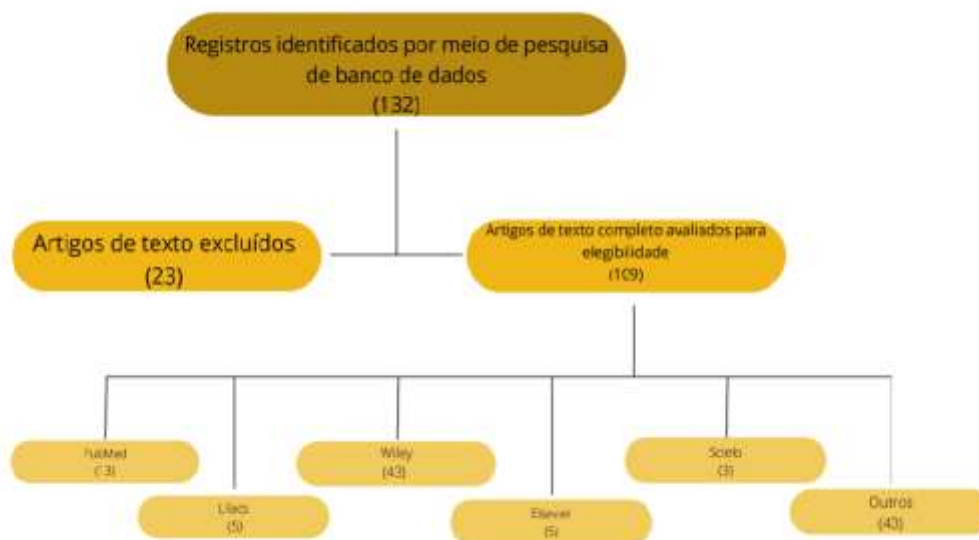 Registros identificados por meio de pesquisa
de banco de dados
(132)
Artigos de texto excluídos
(23)
Artigos de texto completo avaliados para
elegibilidade
(109)
PubMed
(13)
Lilacs
(5)
Wiley
(43)
Elsevier
(5)
Scielo
(3)
Outros